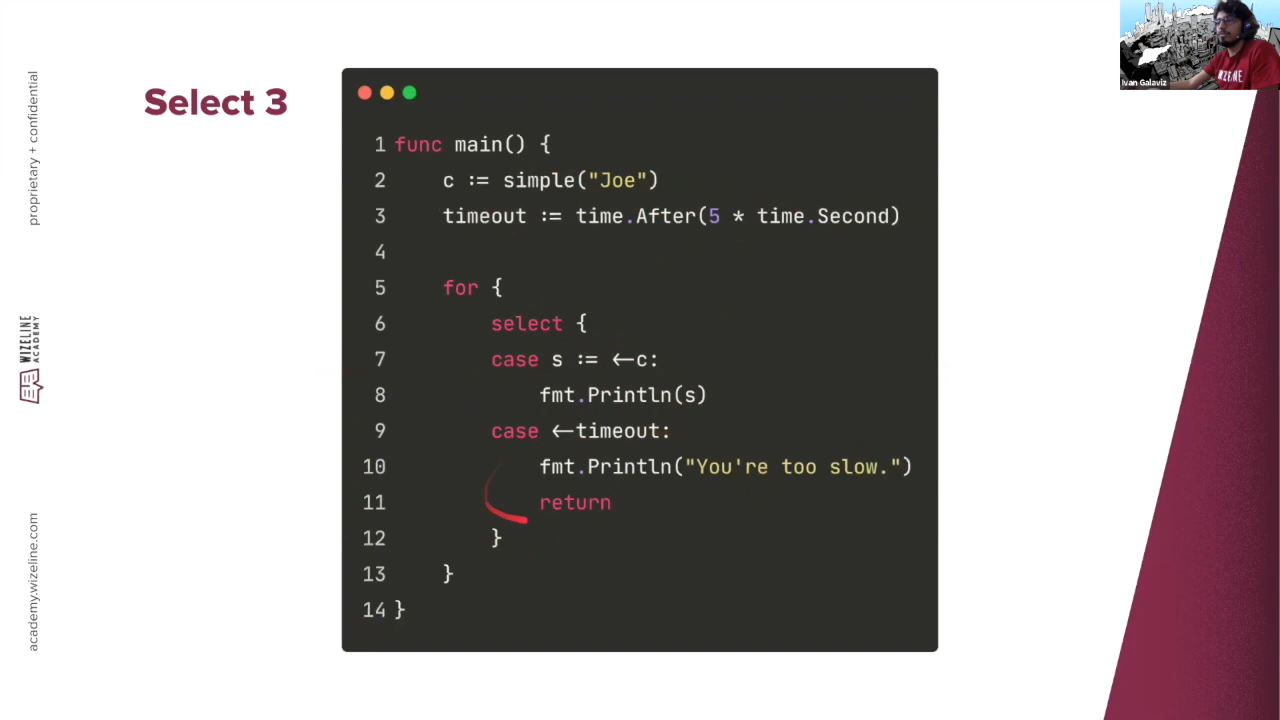 proprietary + confidential
WIZELINE
ACADEMY
academy.wizeline.com
Select 3
1 func main() {
2     c := simple("Joe")
3     timeout := time.After(5 * time.Second)
4
5     for {
6         select {
7         case s := <-c:
8             fmt.Println(s)
9         case <-timeout:
10             fmt.Println("You're too slow.")
11             return
12         }
13     }
14 }
WIZELINE
Ivan Galaviz